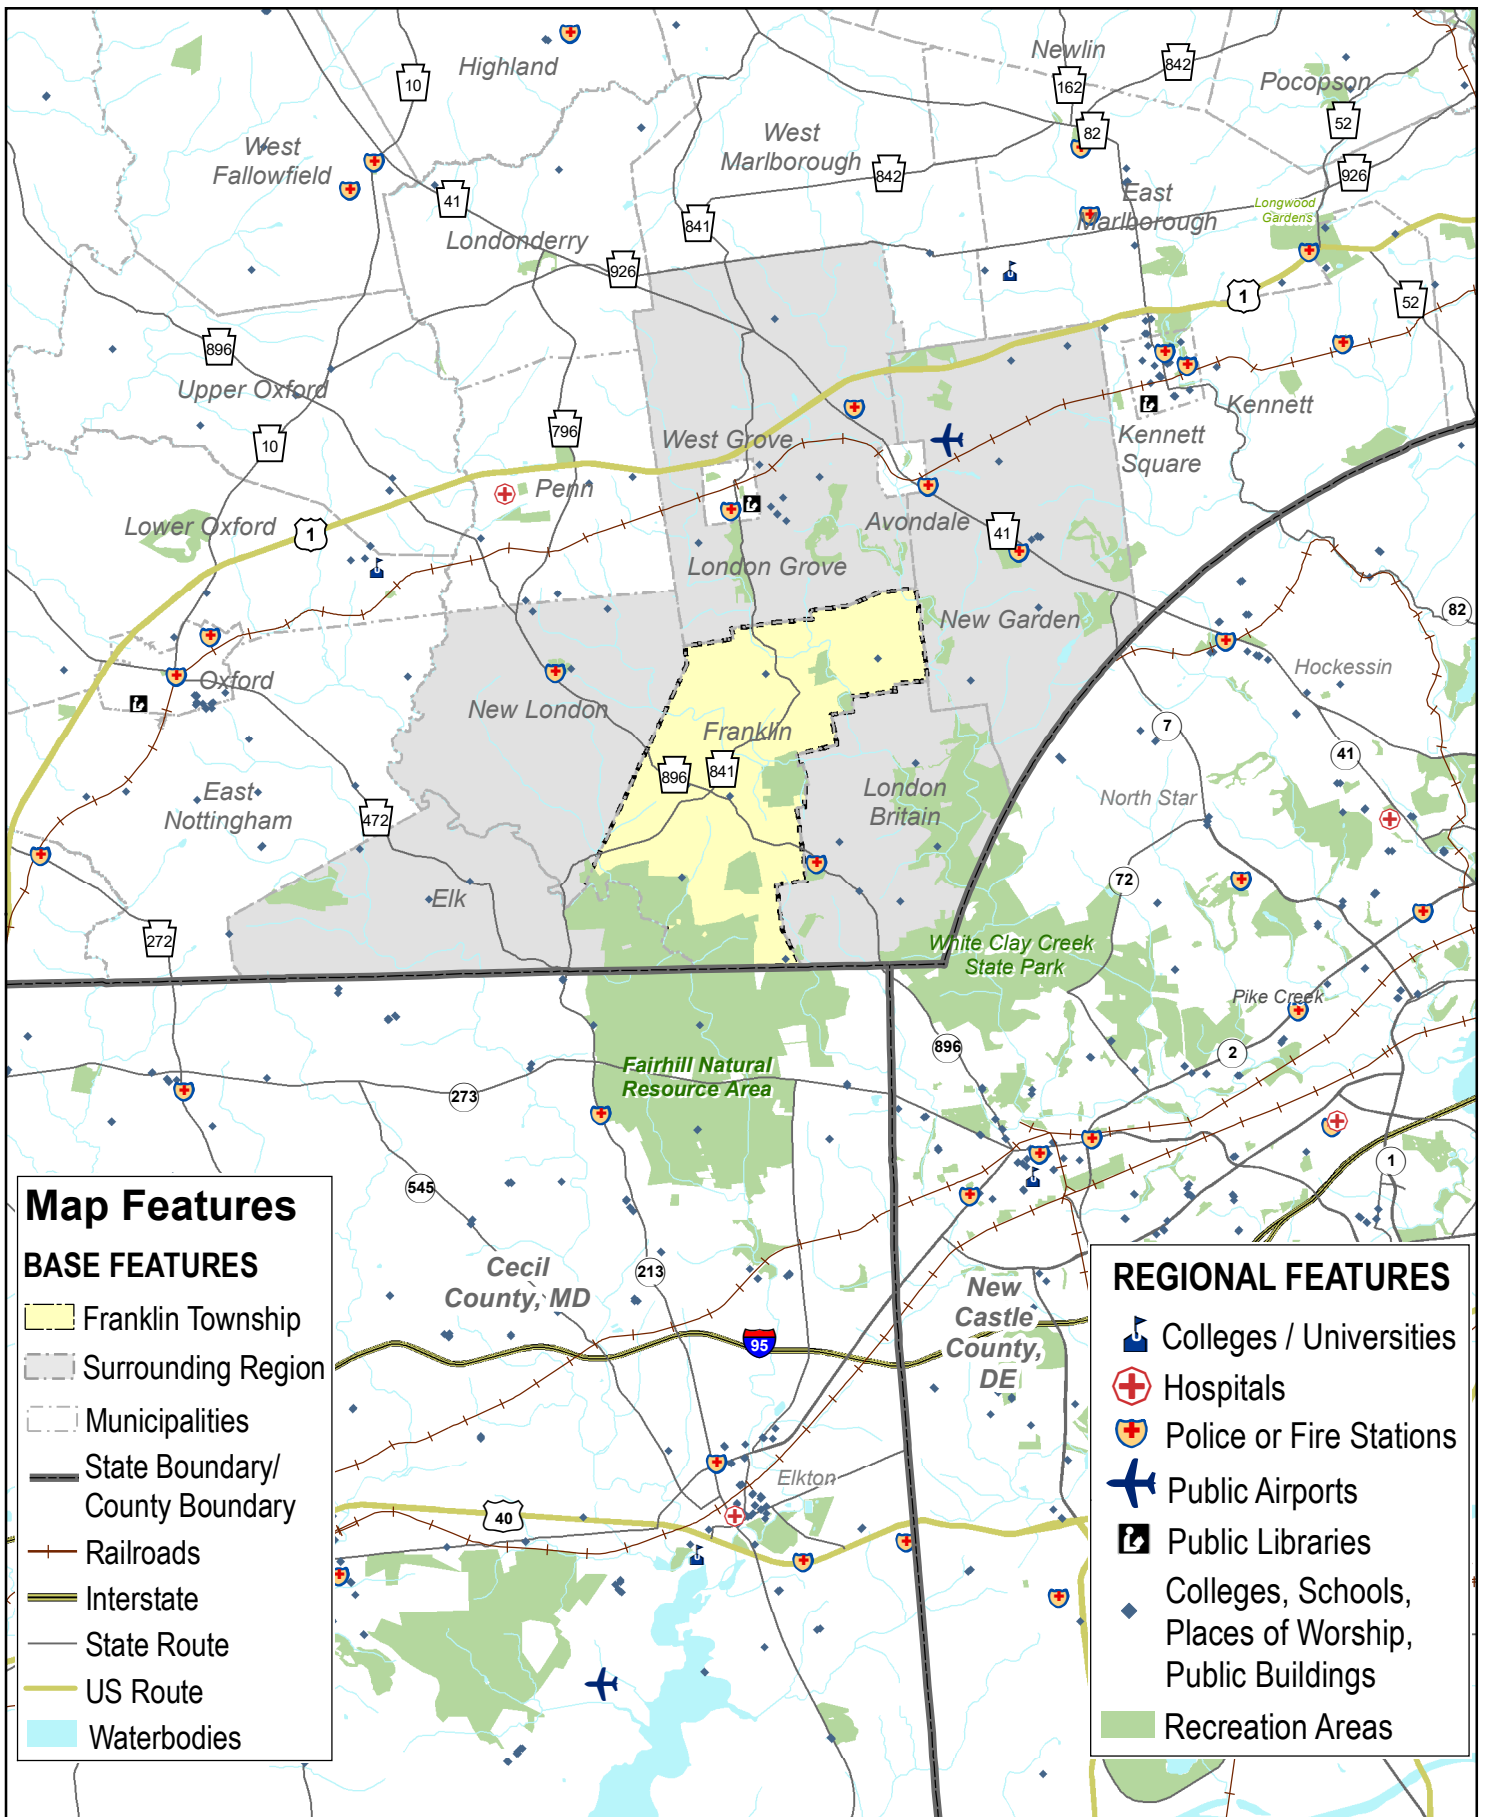 Highland
Newlin
842
10
162
Pocopson
52
82
West
Fallowfield
West
Marlborough
842
926
41
East
Marlborough
Longwood
Gardens
841
Londonderry
926
1
52
896
Upper Oxford
10
796
West Grove
Kennett
Kennett
Square
Penn
Lower Oxford
1
Avondale
41
London Grove
New Garden
82
Oxford
Hockessin
New London
Franklin
7
41
896
841
East
Nottingham
London
Britain
North Star
472
72
Elk
272
White Clay Creek
State Park
Pike Creek
896
2
Fairhill Natural
Resource Area
273
1
545
Cecil
County, MD
213
New
Castle
County,
DE
95
Elkton
40
Map Features
BASE FEATURES
Franklin Township
Surrounding Region
Municipalities
State Boundary/
County Boundary
Railroads
Interstate
State Route
US Route
Waterbodies
REGIONAL FEATURES
Colleges / Universities
Hospitals
Police or Fire Stations
Public Airports
Public Libraries
Colleges, Schools,
Places of Worship,
Public Buildings
Recreation Areas